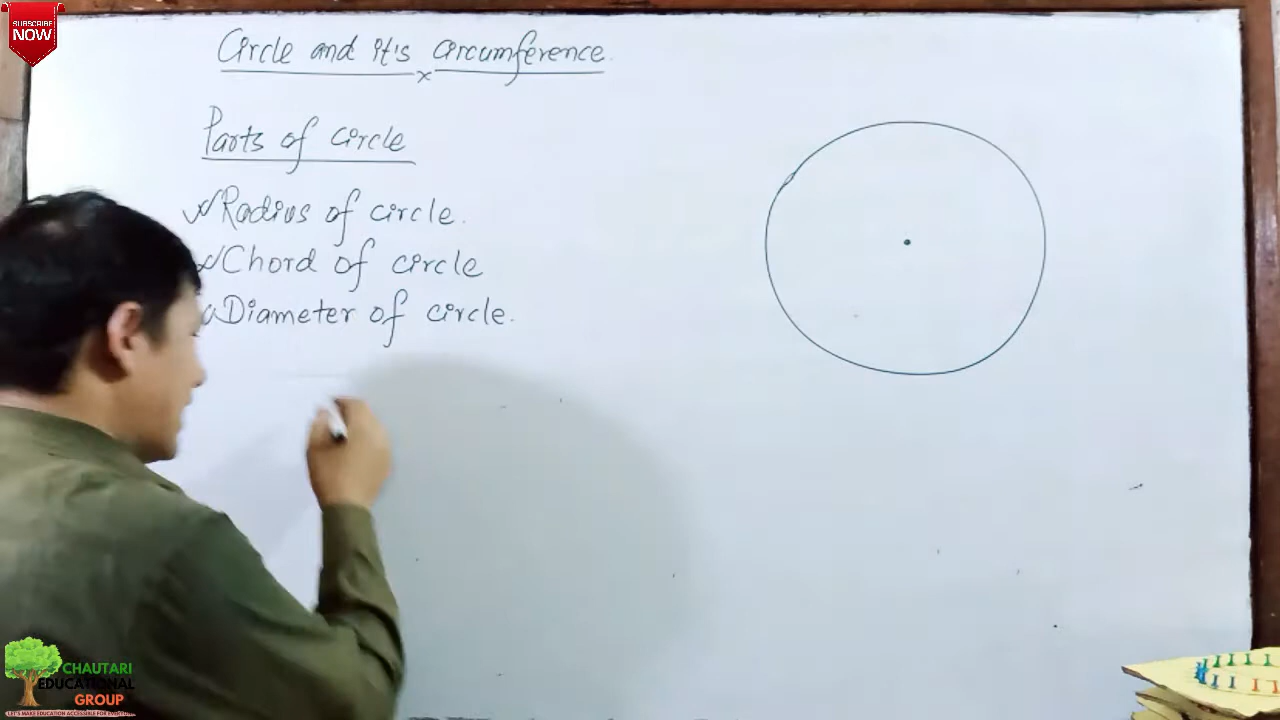 SUBSCRIBE
NOW
Circle and it's circumference.
Parts of circle
Radius of circle.
Chord of circle
Diameter of circle.
CHAUTARI
EDUCATIONAL
GROUP